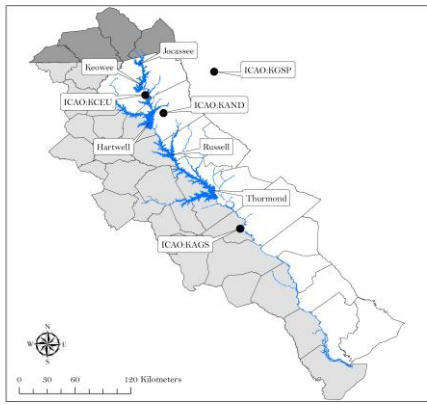 Jocassee
Keowee
ICAO:KGSP
ICAO:KCEU
ICAO:KAND
Hartwell
Russell
Thurmond
ICAO:KAGS
N
W E
S
0 30 60 120 Kilometers